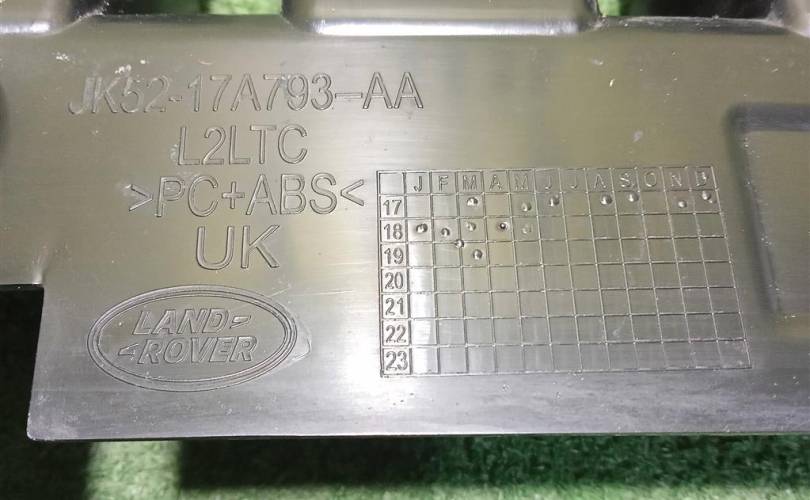 JK52-17A793-AA
L2LTC
>PC+ABS<
UK
LAND-
-ROVER
J F M A M J J A S O N D
17
18
19
20
21
22
23